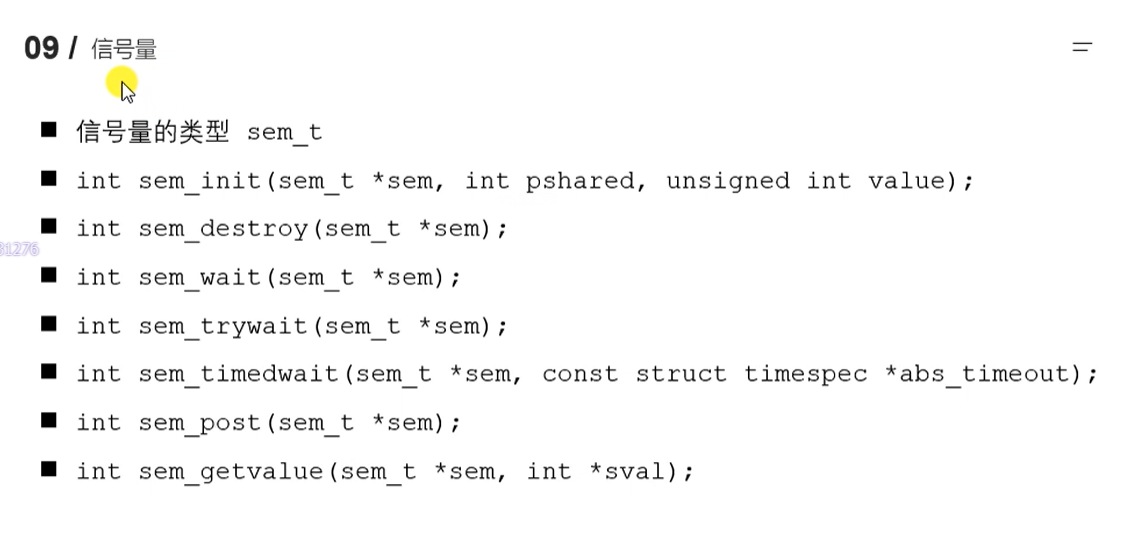 09 / 信号量
信号量的类型 sem_t
int sem_init(sem_t *sem, int pshared, unsigned int value);
int sem_destroy(sem_t *sem);
31276
int sem_wait(sem_t *sem);
int sem_trywait(sem_t *sem);
int sem_timedwait(sem_t *sem, const struct timespec *abs_timeout);
int sem_post(sem_t *sem);
int sem_getvalue(sem_t *sem, int *sval);